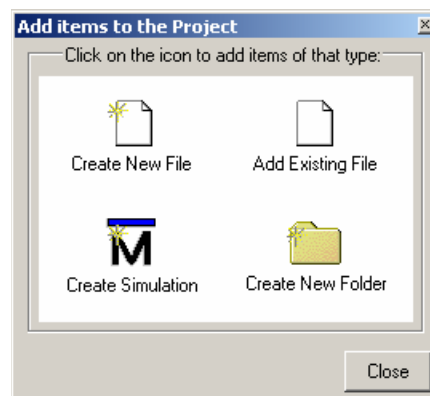 Add items to the Project
Click on the icon to add items of that type:
Create New File
Add Existing File
Create Simulation
Create New Folder
Close